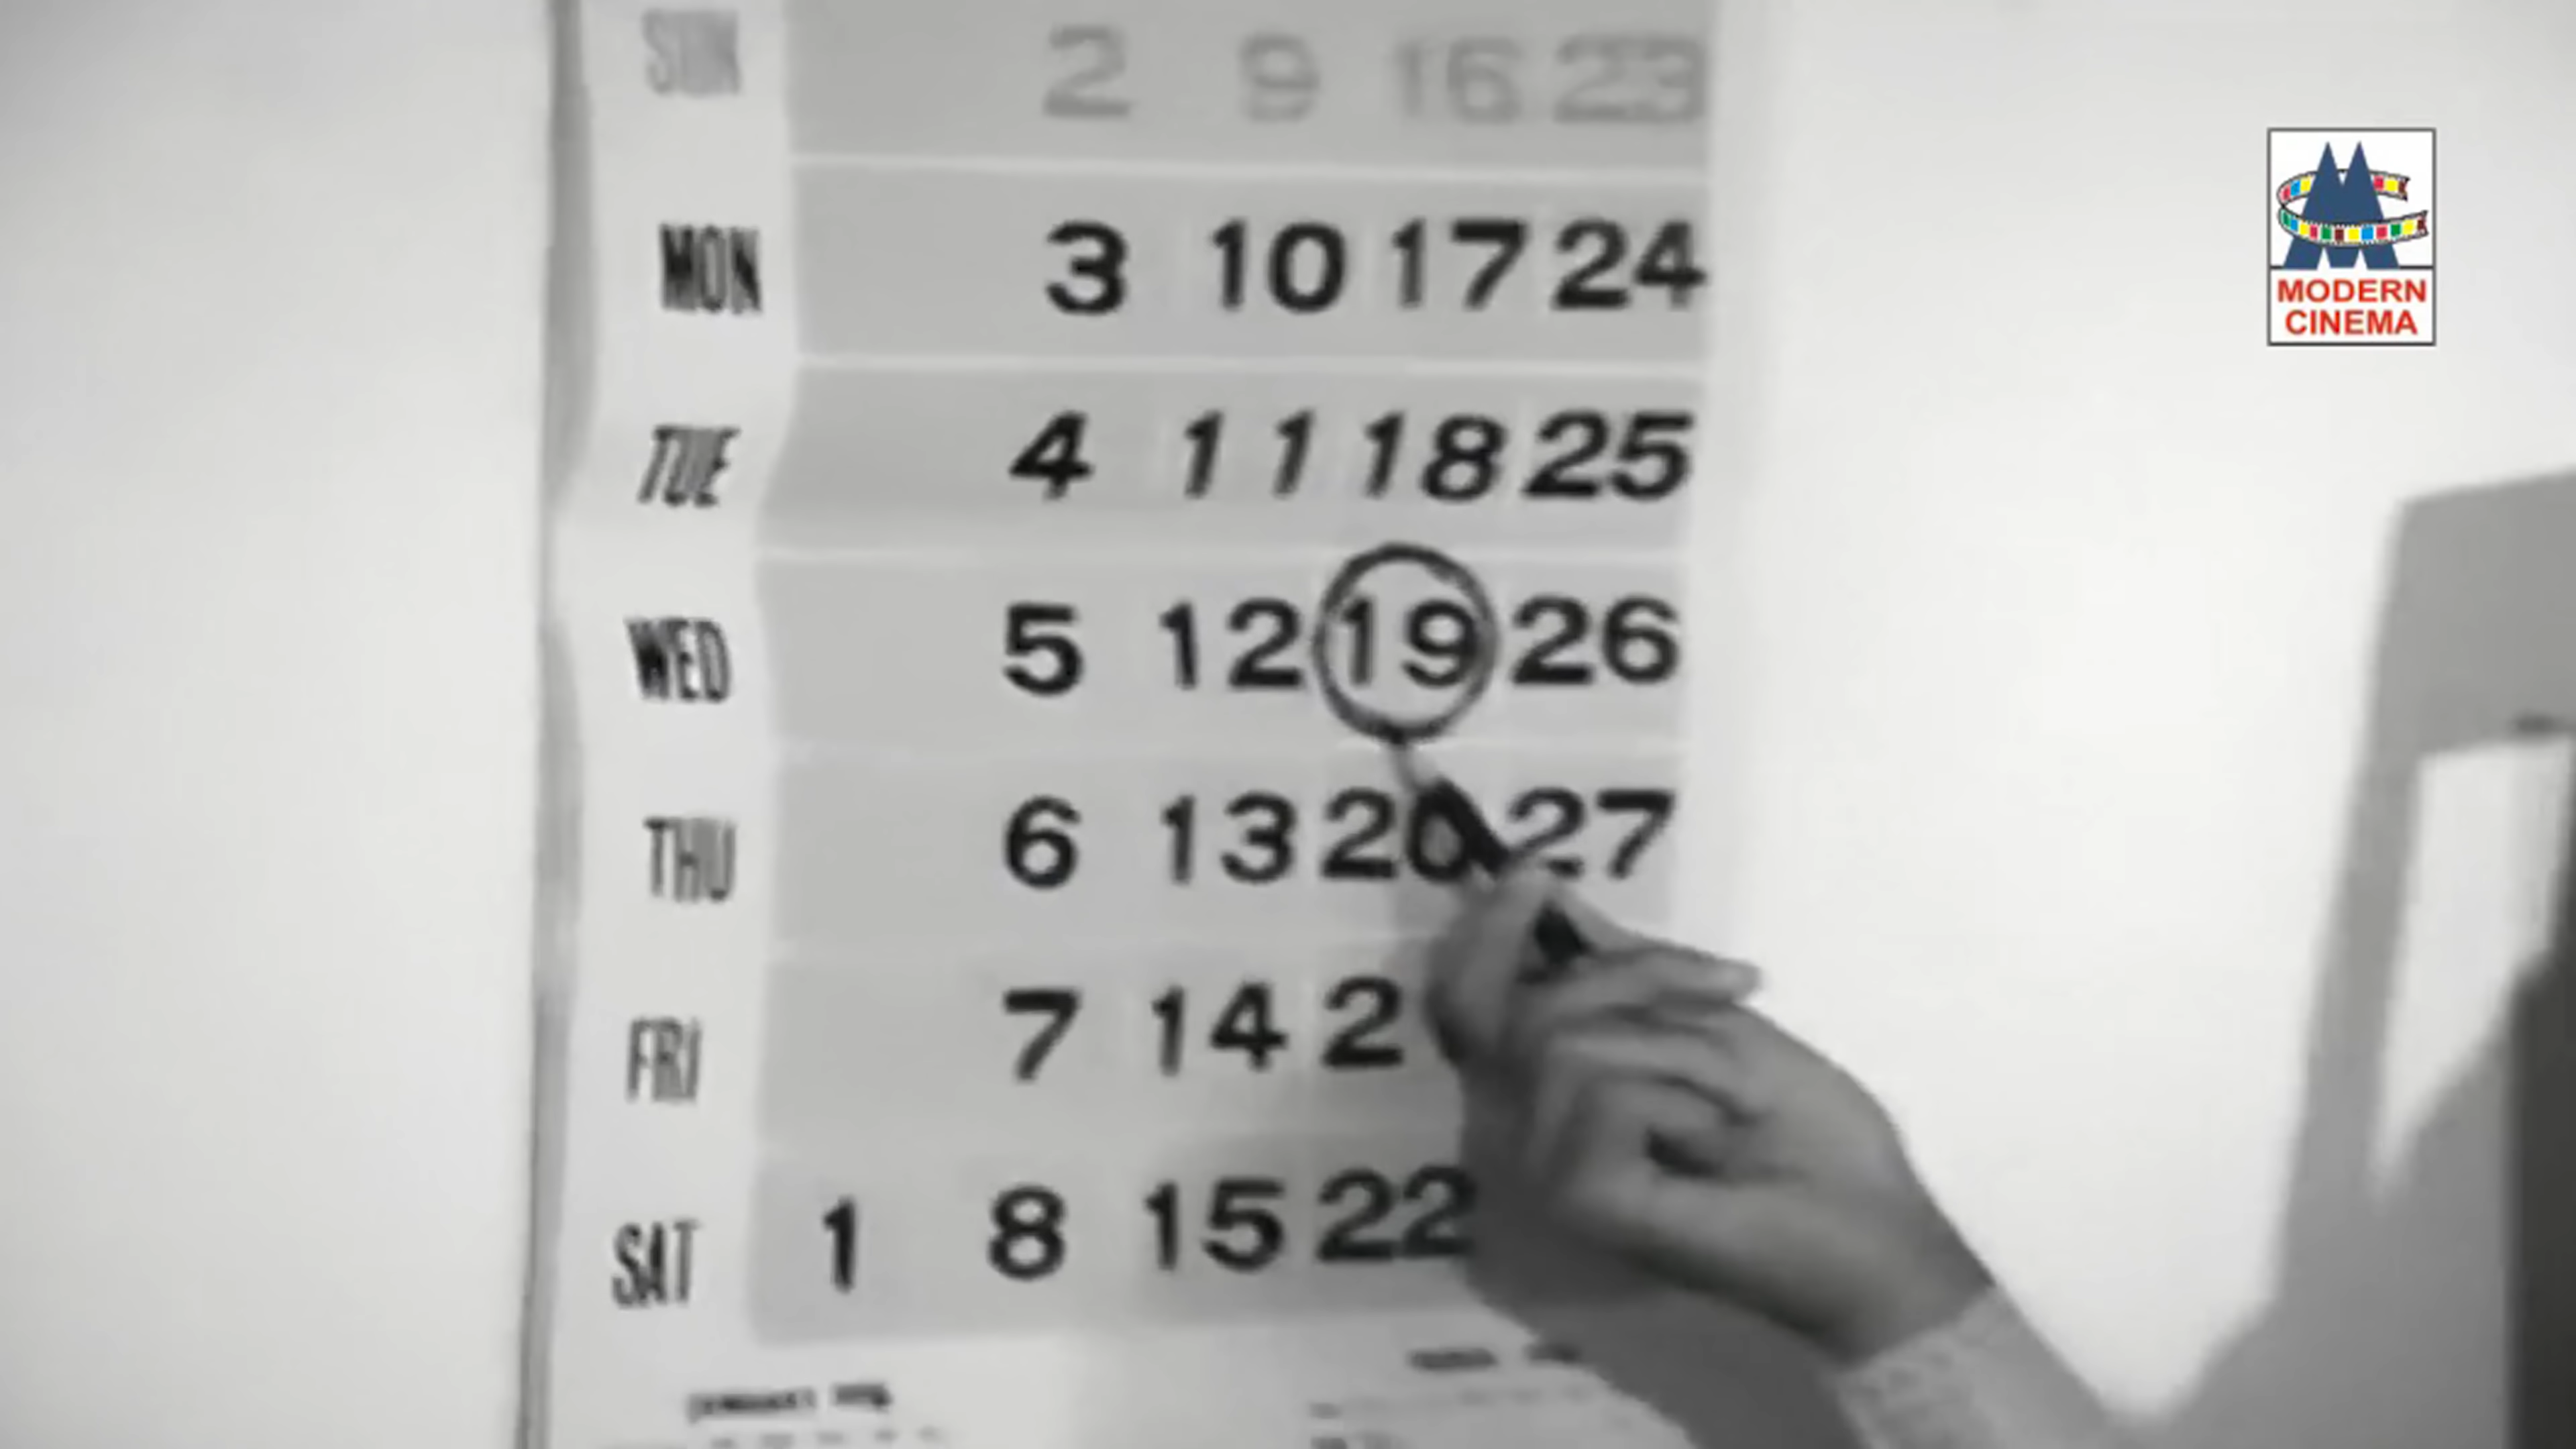 SUN 2 9 16 23
MON 3 10 17 24
TUE 4 11 18 25
WED 5 12 19 26
THU 6 13 20 27
FRI 7 14 2
SAT 1 8 15 22
MODERN
CINEMA